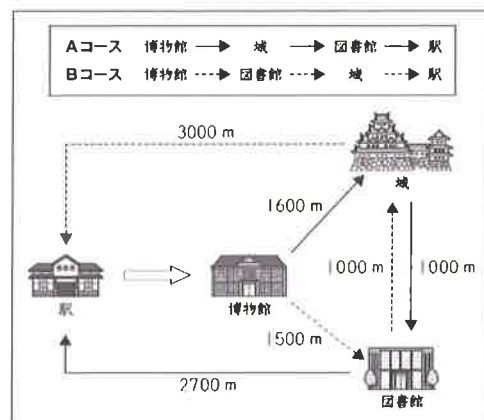 Aコース 博物館 → 城 → 図書館 → 駅
Bコース 博物館 ⇢ 図書館 ⇢ 城 ⇢ 駅
3000 m
城
1600 m
1000 m
1000 m
駅
博物館
1500 m
2700 m
図書館